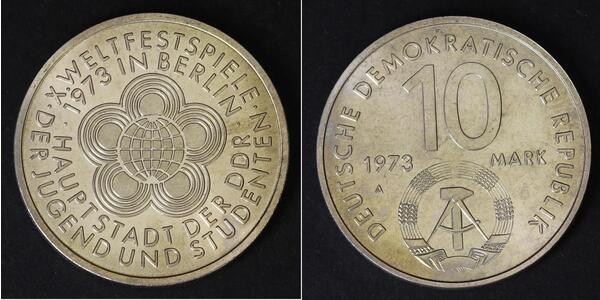 · X. WELTFESTSPIELE ·
DER JUGEND UND STUDENTEN
1973 IN BERLIN
HAUPTSTADT DER DDR
DEUTSCHE DEMOKRATISCHE REPUBLIK
10
1973 MARK
A